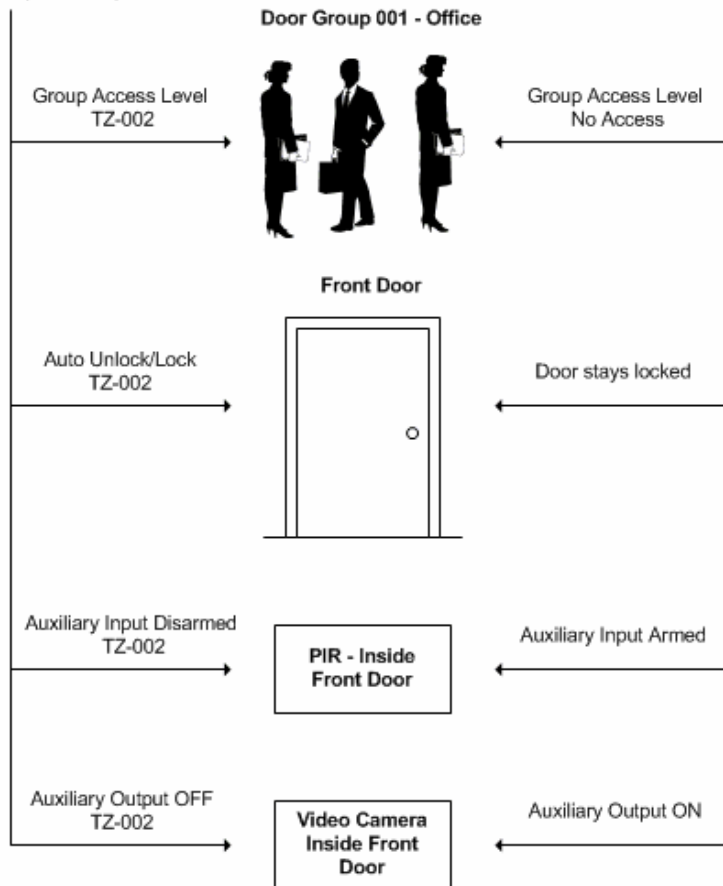 Door Group 001 - Office
Group Access Level
TZ-002
Group Access Level
No Access
Front Door
Auto Unlock/Lock
TZ-002
Door stays locked
Auxiliary Input Disarmed
TZ-002
PIR - Inside
Front Door
Auxiliary Input Armed
Auxiliary Output OFF
TZ-002
Video Camera
Inside Front
Door
Auxiliary Output ON